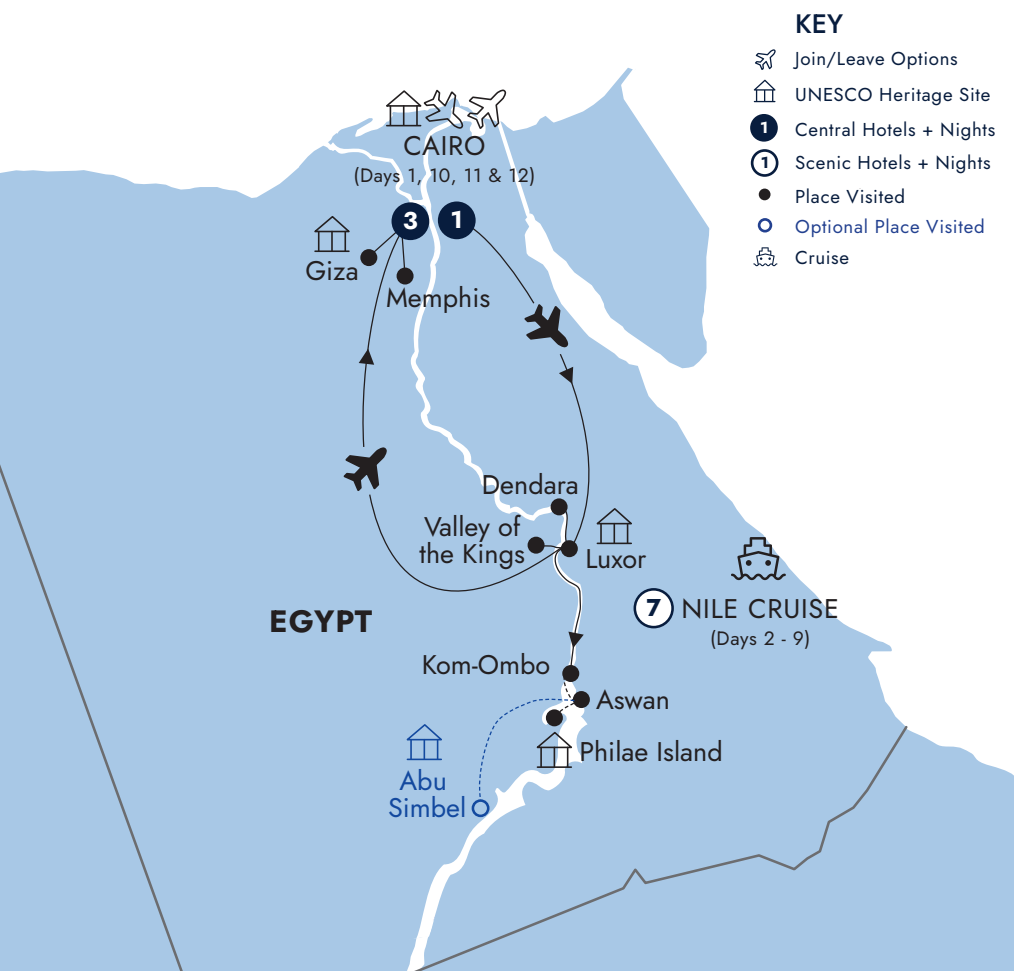 KEY
Join/Leave Options
UNESCO Heritage Site
1 Central Hotels + Nights
1 Scenic Hotels + Nights
Place Visited
Optional Place Visited
Cruise
CAIRO
(Days 1, 10, 11 & 12)
3 1
Giza
Memphis
Dendara
Valley of
the Kings
Luxor
7 NILE CRUISE
(Days 2 - 9)
EGYPT
Kom-Ombo
Aswan
Philae Island
Abu
Simbel